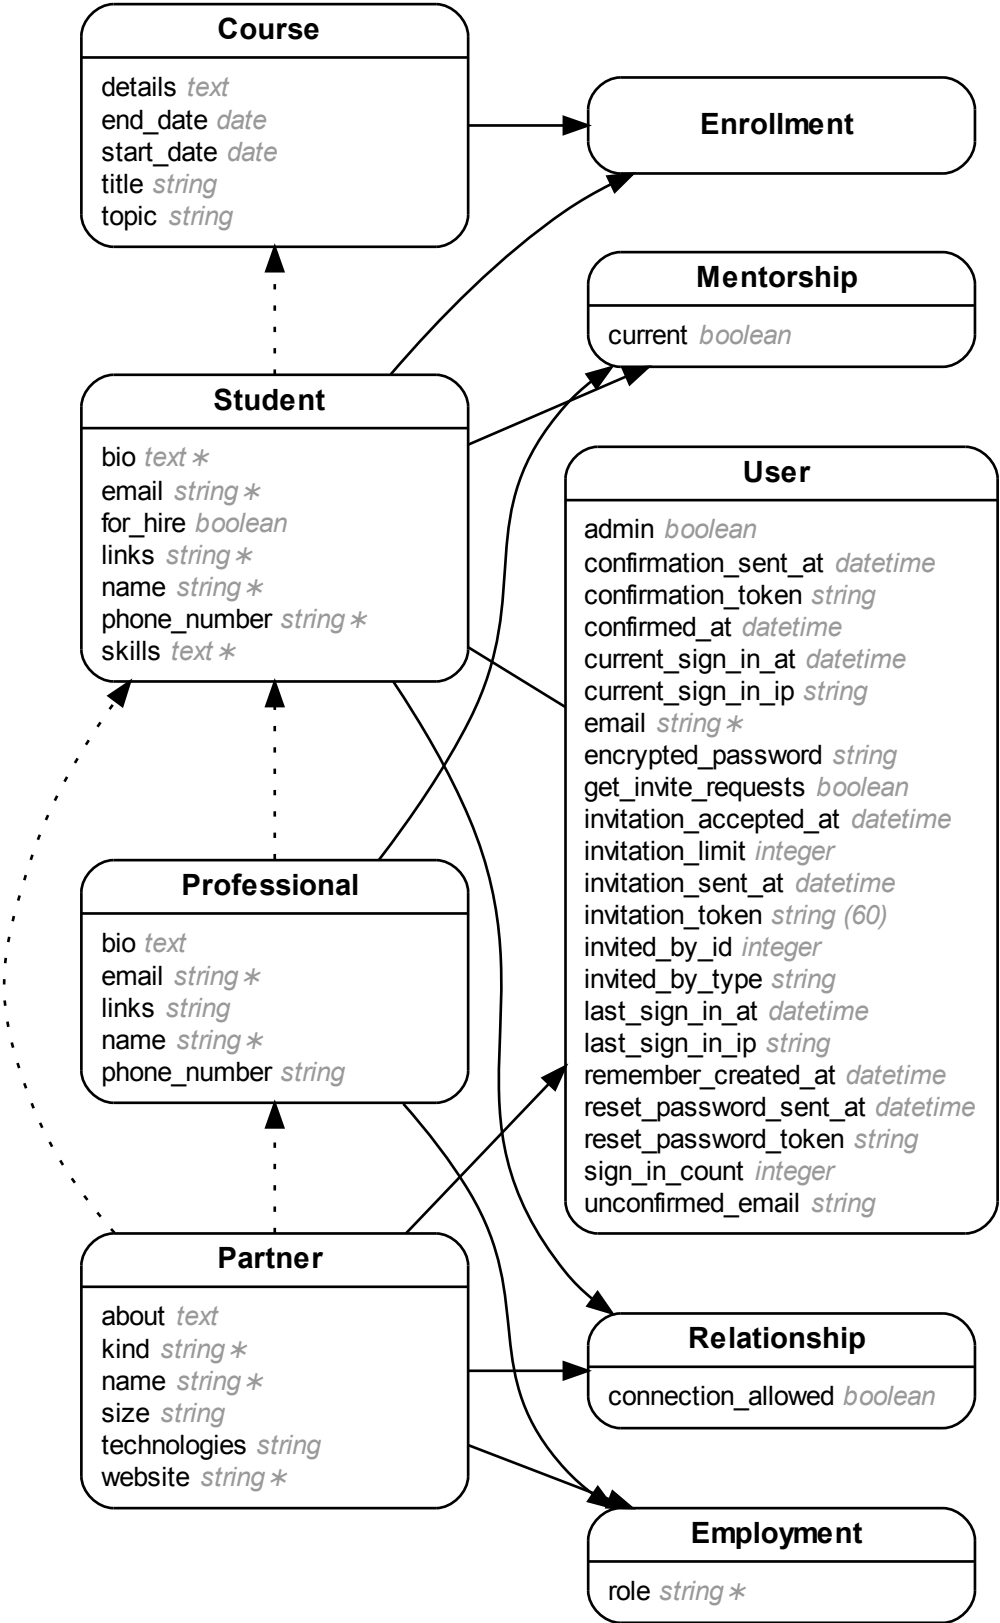 Course
details text
end_date date
start_date date
title string
topic string
Enrollment
Mentorship
current boolean
Student
bio text ∗
email string ∗
for_hire boolean
links string ∗
name string ∗
phone_number string ∗
skills text ∗
User
admin boolean
confirmation_sent_at datetime
confirmation_token string
confirmed_at datetime
current_sign_in_at datetime
current_sign_in_ip string
email string ∗
encrypted_password string
get_invite_requests boolean
invitation_accepted_at datetime
invitation_limit integer
invitation_sent_at datetime
invitation_token string (60)
invited_by_id integer
invited_by_type string
last_sign_in_at datetime
last_sign_in_ip string
remember_created_at datetime
reset_password_sent_at datetime
reset_password_token string
sign_in_count integer
unconfirmed_email string
Professional
bio text
email string ∗
links string
name string ∗
phone_number string
Partner
about text
kind string ∗
name string ∗
size string
technologies string
website string ∗
Relationship
connection_allowed boolean
Employment
role string ∗